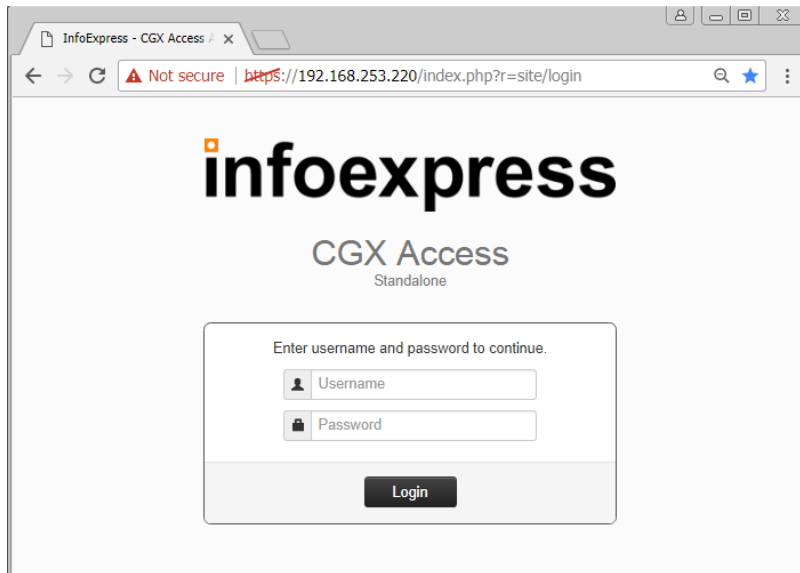 InfoExpress - CGX Access
Not secure | https://192.168.253.220/index.php?r=site/login
infoexpress
CGX Access
Standalone
Enter username and password to continue.
Username
Password
Login